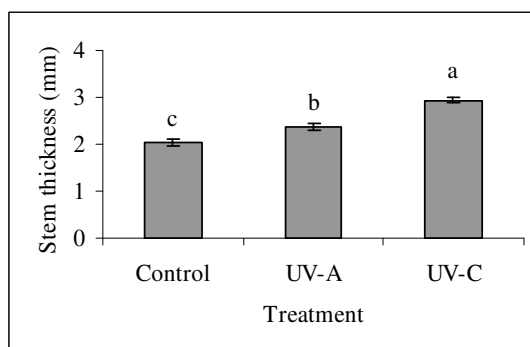 Stem thickness (mm)
4
3
2
1
0
c
b
a
Control UV-A UV-C
Treatment